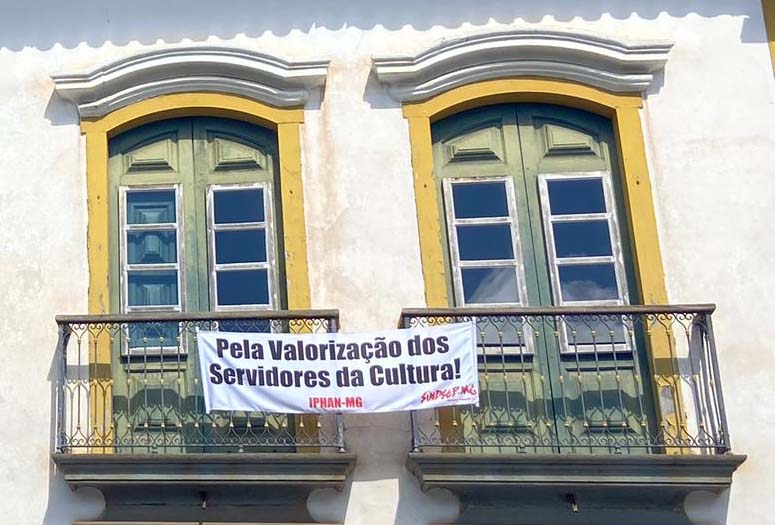 Pela Valorização dos
Servidores da Cultura!
IPHAN-MG
SINDSEP-MG